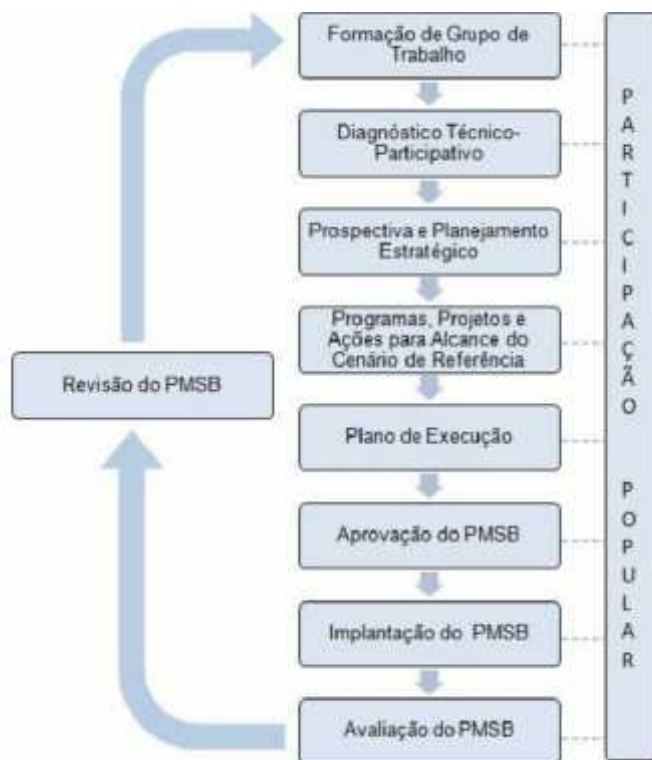 Formação de Grupo de
Trabalho
Diagnóstico Técnico-
Participativo
Prospectiva e Planejamento
Estratégico
Programas, Projetos e
Ações para Alcance do
Cenário de Referência
Revisão do PMSB
Plano de Execução
Aprovação do PMSB
Implantação do PMSB
Avaliação do PMSB
PARTICIPAÇÃO POPULAR